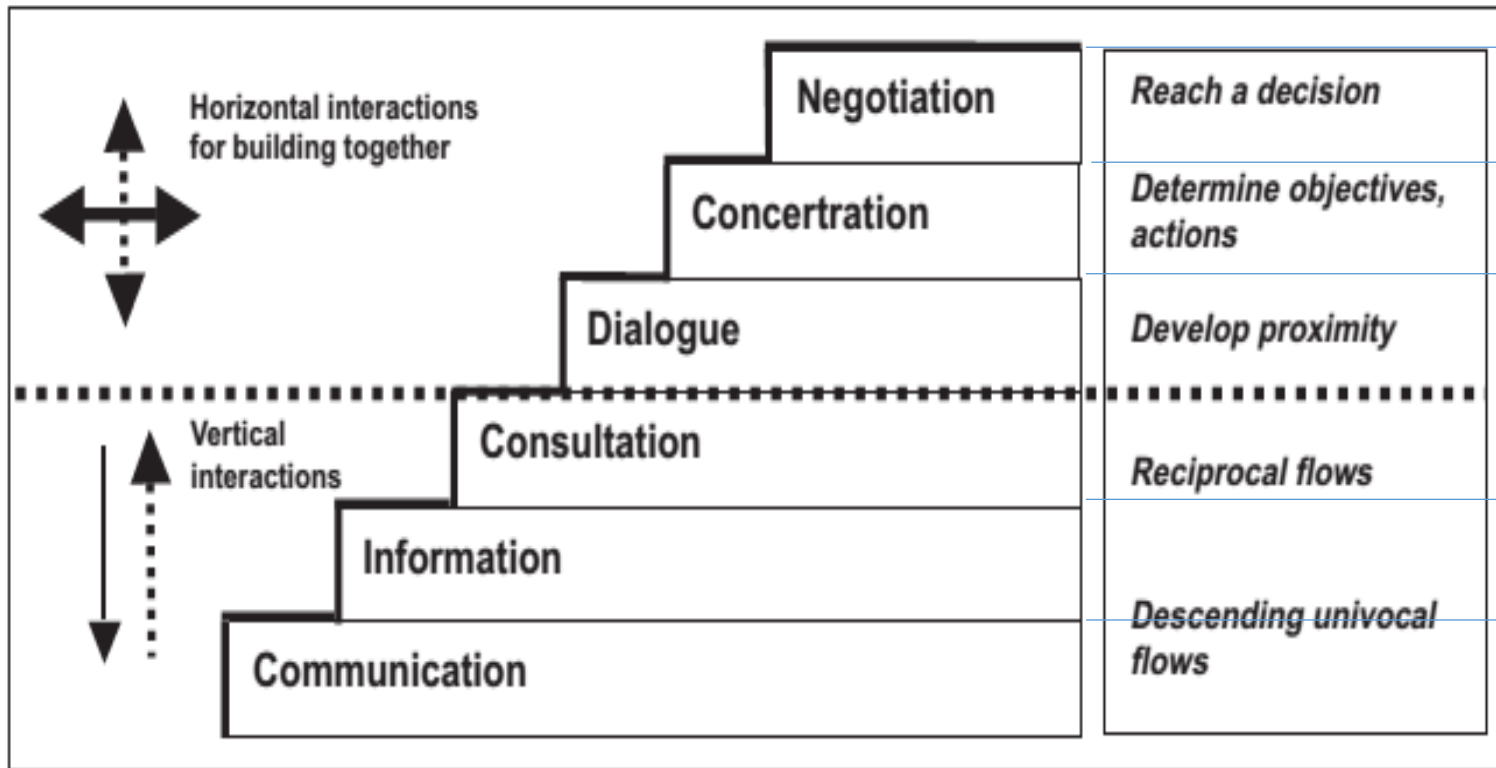 Horizontal interactions
for building together
Negotiation
Reach a decision
Concertration
Determine objectives,
actions
Dialogue
Develop proximity
Vertical
interactions
Consultation
Reciprocal flows
Information
Descending univocal
flows
Communication